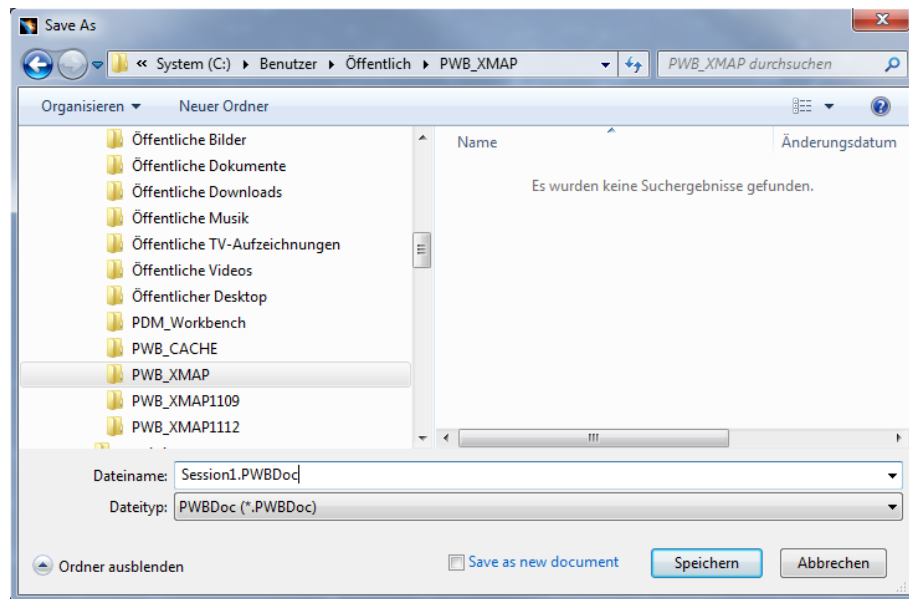 Save As
« System (C:) ▸ Benutzer ▸ Öffentlich ▸ PWB_XMAP
PWB_XMAP durchsuchen
Organisieren
Neuer Ordner
Öffentliche Bilder
Öffentliche Dokumente
Öffentliche Downloads
Öffentliche Musik
Öffentliche TV-Aufzeichnungen
Öffentliche Videos
Öffentlicher Desktop
PDM_Workbench
PWB_CACHE
PWB_XMAP
PWB_XMAP1109
PWB_XMAP1112
Name
Änderungsdatum
Es wurden keine Suchergebnisse gefunden.
Dateiname: Session1.PWBDoc
Dateityp: PWBDoc (*.PWBDoc)
Ordner ausblenden
Save as new document
Speichern
Abbrechen